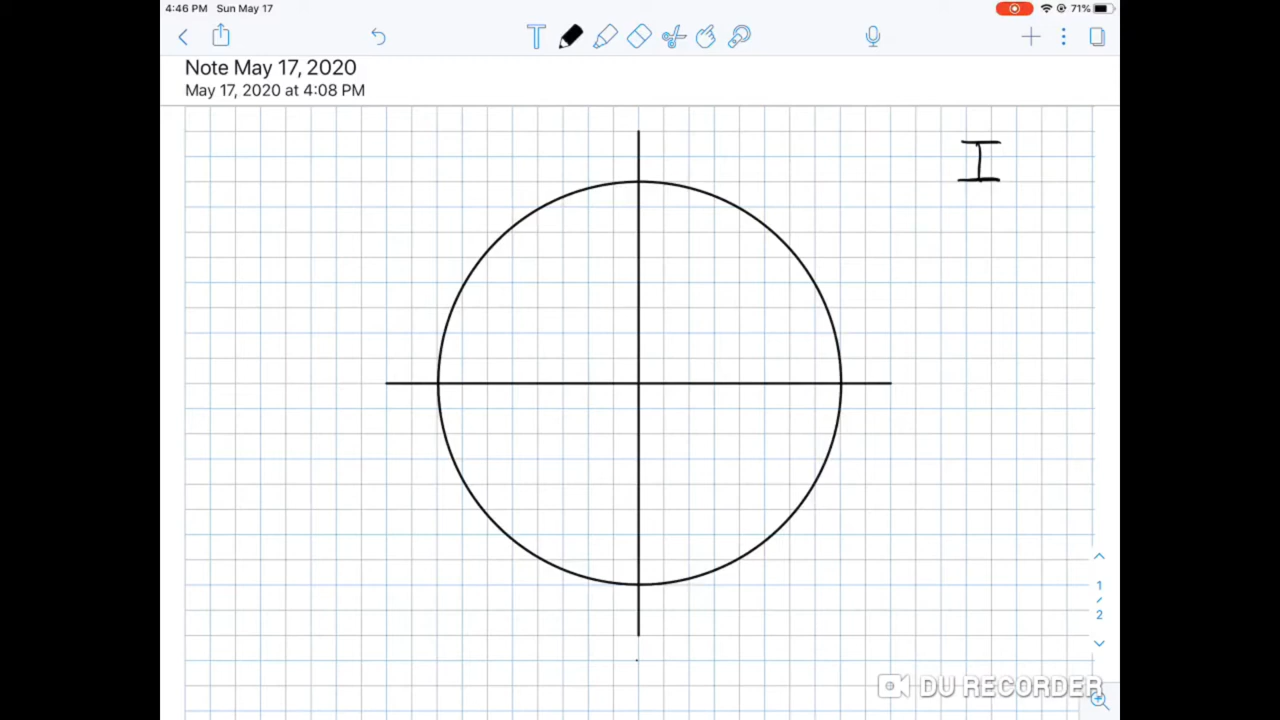 4:46 PM Sun May 17
71%
T
Note May 17, 2020
May 17, 2020 at 4:08 PM
I
1
2
DU RECORDER